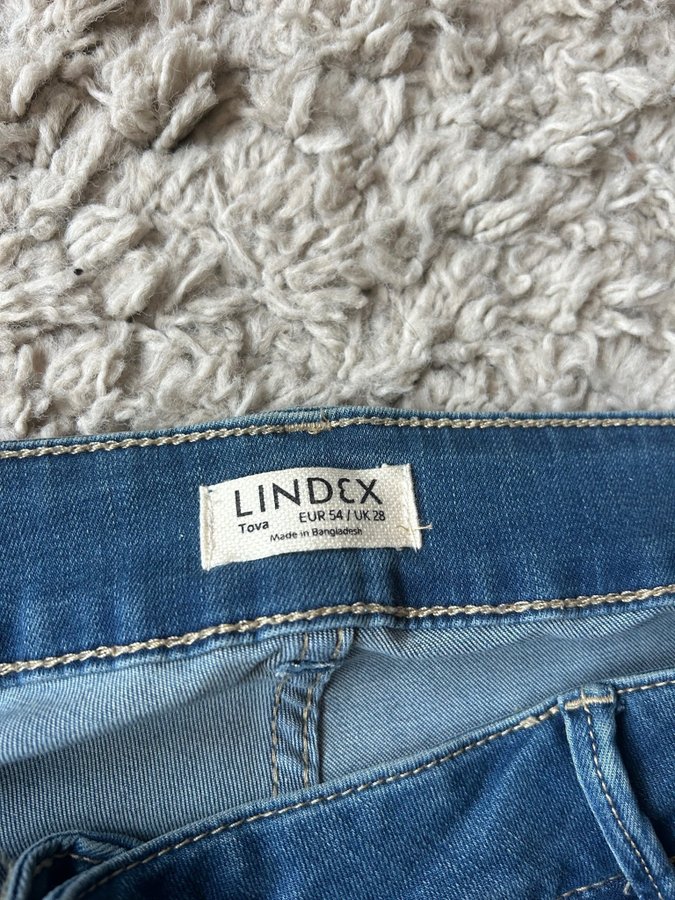 LINDEX
Tova EUR 54 / UK 28
Made in Bangladesh